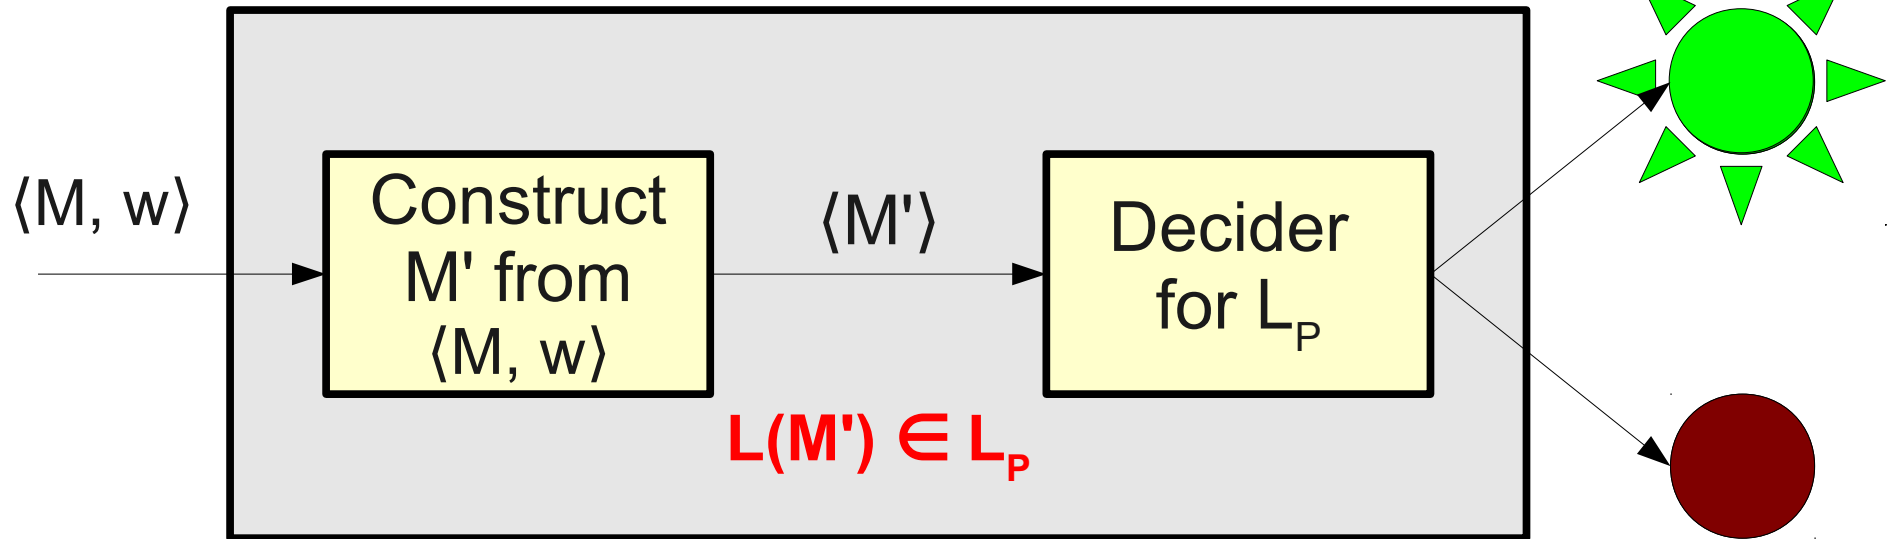 ⟨M, w⟩
Construct
M' from
⟨M, w⟩
⟨M'⟩
Decider
for L_P
L(M') ∈ L_P